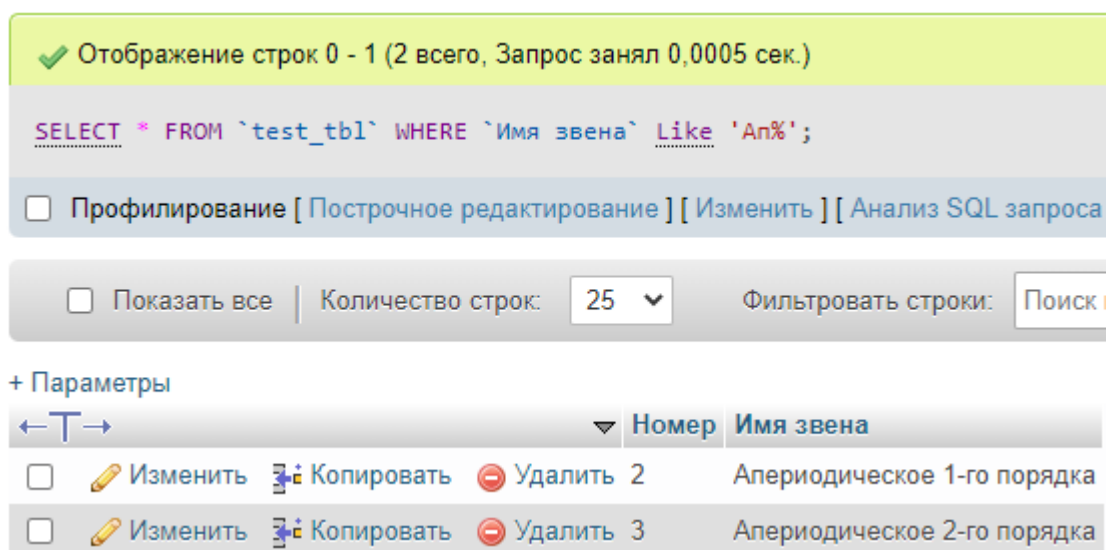 Отображение строк 0 - 1 (2 всего, Запрос занял 0,0005 сек.)
SELECT * FROM `test_tbl` WHERE `Имя звена` Like 'Ап%';
Профилирование [ Построчное редактирование ] [ Изменить ] [ Анализ SQL запроса
Показать все | Количество строк: 25 Фильтровать строки: Поиск
+ Параметры
←T→ Номер Имя звена
Изменить Копировать Удалить 2 Апериодическое 1-го порядка
Изменить Копировать Удалить 3 Апериодическое 2-го порядка